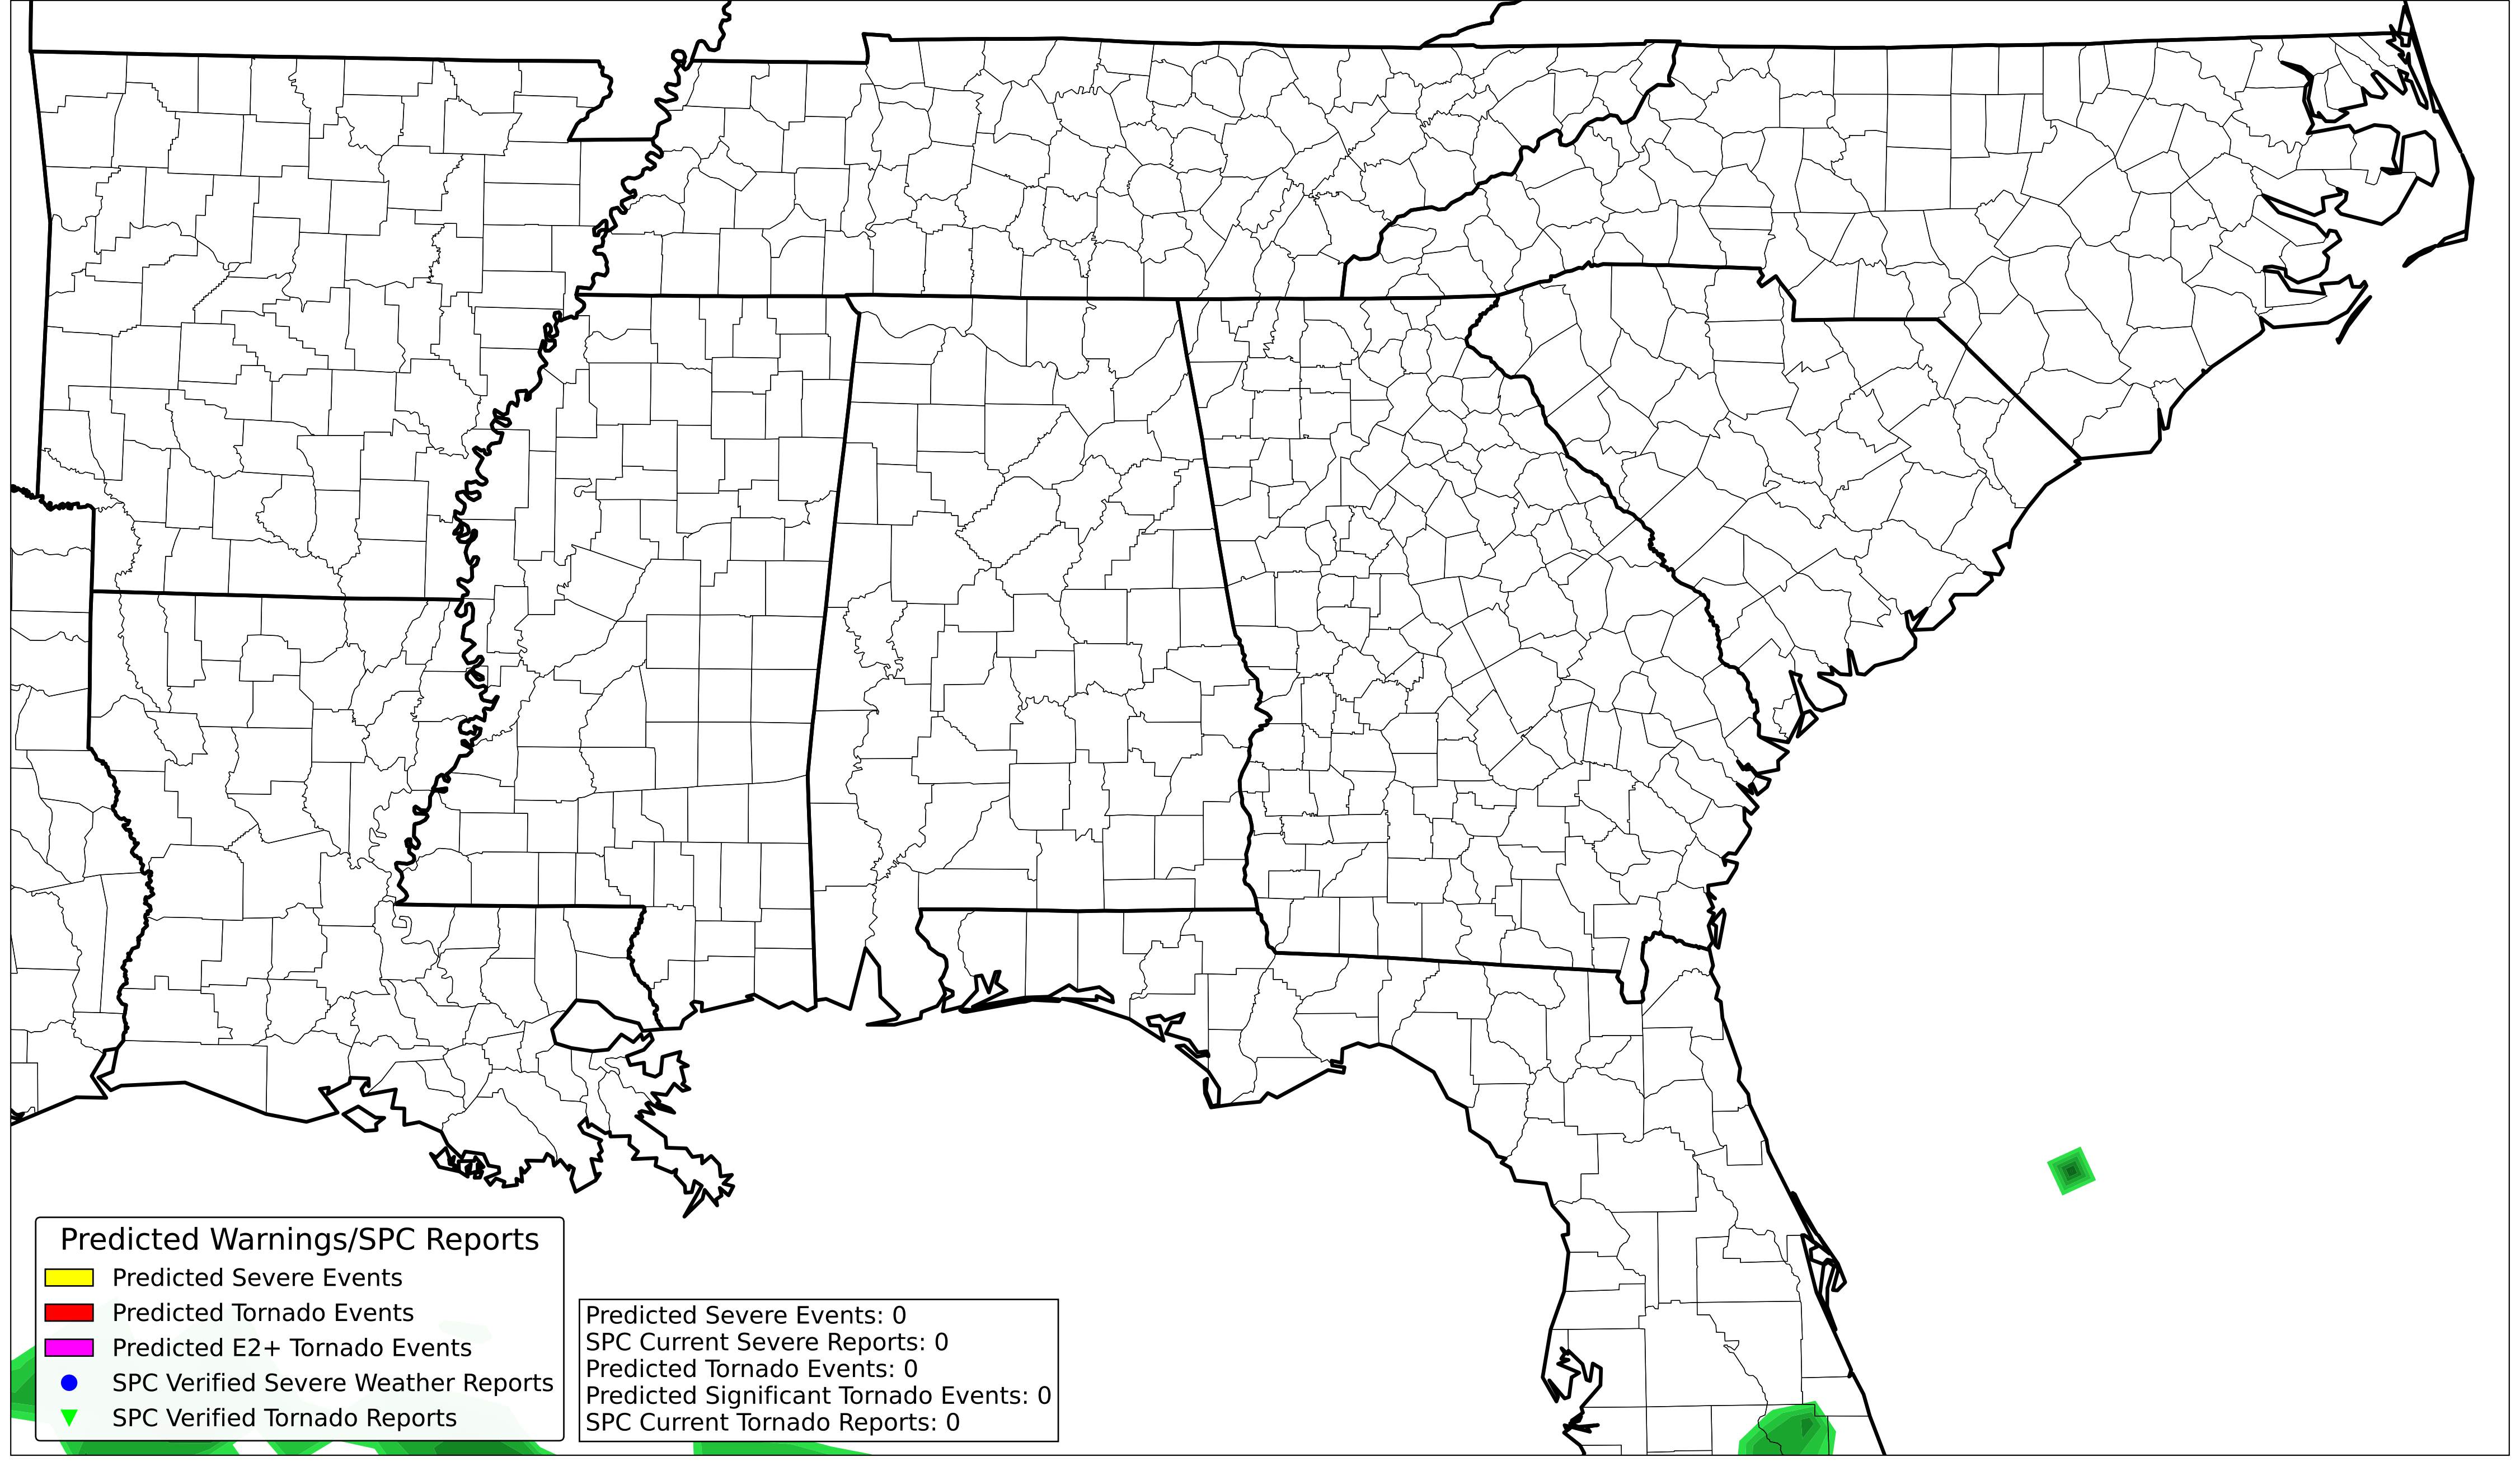 Predicted Warnings/SPC Reports
Predicted Severe Events
Predicted Tornado Events
Predicted E2+ Tornado Events
SPC Verified Severe Weather Reports
SPC Verified Tornado Reports
Predicted Severe Events: 0
SPC Current Severe Reports: 0
Predicted Tornado Events: 0
Predicted Significant Tornado Events: 0
SPC Current Tornado Reports: 0